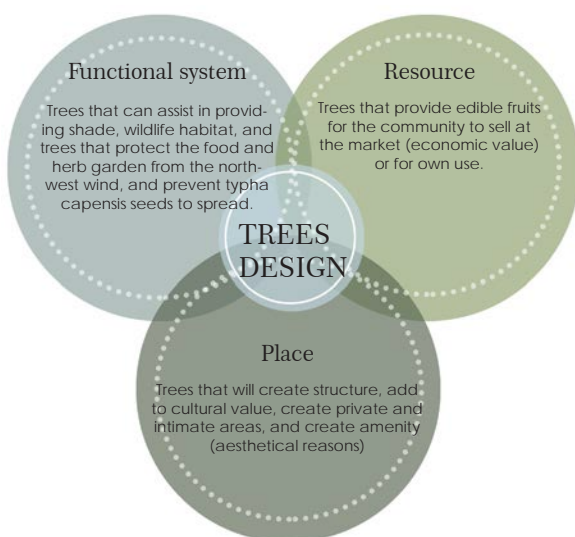 Functional system
Trees that can assist in provid-
ing shade, wildlife habitat, and
trees that protect the food and
herb garden from the north-
west wind, and prevent typha
capensis seeds to spread.
Resource
Trees that provide edible fruits
for the community to sell at
the market (economic value)
or for own use.
TREES
DESIGN
Place
Trees that will create structure, add
to cultural value, create private and
intimate areas, and create amenity
(aesthetical reasons)